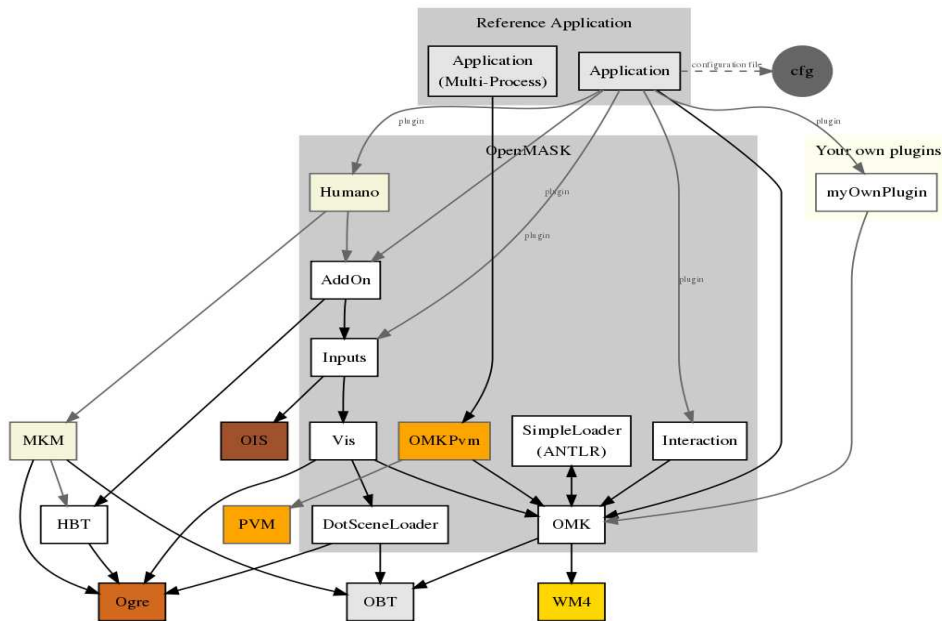 Reference Application
Application
(Multi-Process)
Application
configuration file
cfg
plugin
plugin
OpenMASK
Your own plugins
Humano
plugin
myOwnPlugin
plugin
AddOn
plugin
Inputs
MKM
OIS
Vis
OMKPvm
SimpleLoader
(ANTLR)
Interaction
HBT
PVM
DotSceneLoader
OMK
Ogre
OBT
WM4